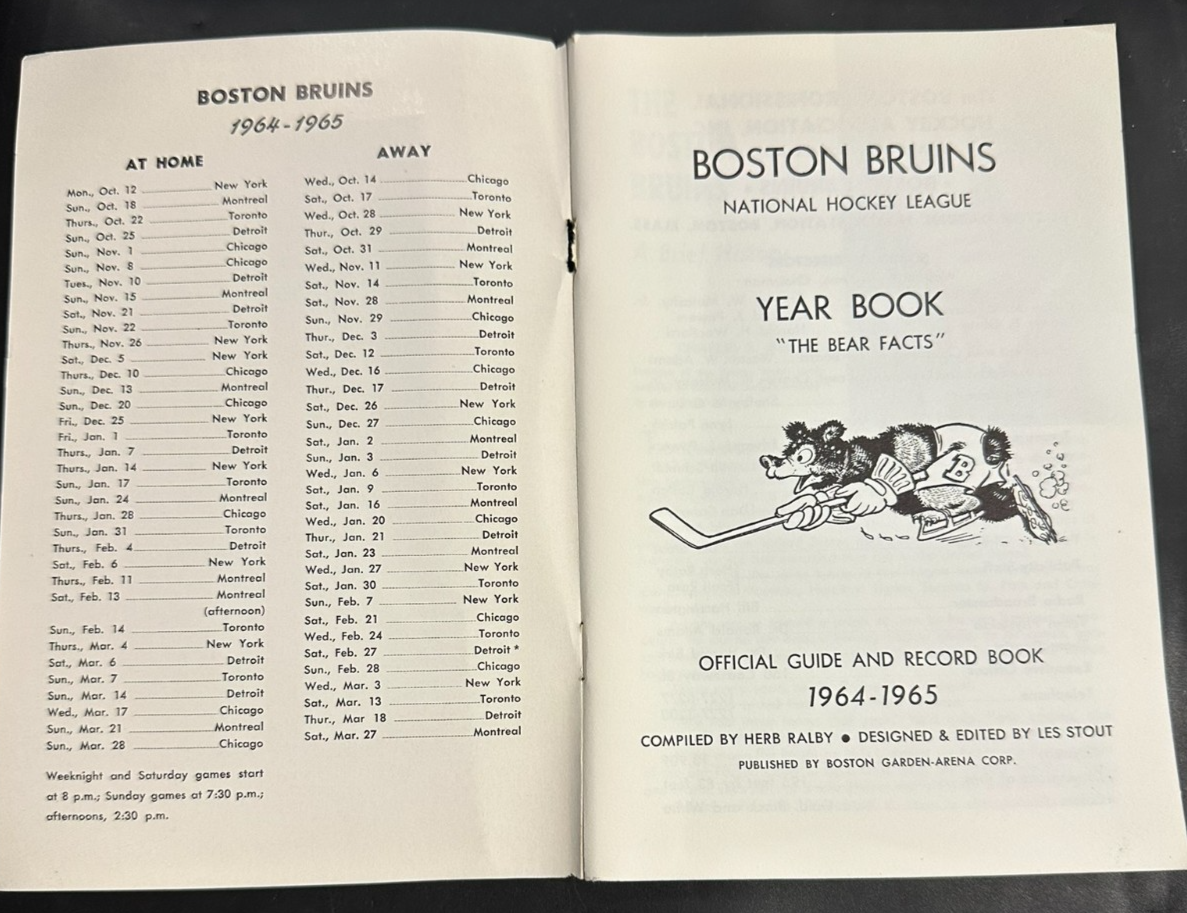 BOSTON BRUINS
1964-1965
AT HOME
Mon., Oct. 12 New York
Sun., Oct. 18 Montreal
Thurs., Oct. 22 Toronto
Sun., Oct. 25 Detroit
Sun., Nov. 1 Chicago
Sun., Nov. 8 Chicago
Tues., Nov. 10 Detroit
Sun., Nov. 15 Montreal
Sat., Nov. 21 Detroit
Sun., Nov. 22 Toronto
Thurs., Nov. 26 New York
Sat., Dec. 5 New York
Thurs., Dec. 10 Chicago
Sun., Dec. 13 Montreal
Sun., Dec. 20 Chicago
Fri., Dec. 25 New York
Fri., Jan. 1 Toronto
Thurs., Jan. 7 Detroit
Thurs., Jan. 14 New York
Sun., Jan. 17 Toronto
Sun., Jan. 24 Montreal
Thurs., Jan. 28 Chicago
Sun., Jan. 31 Toronto
Thurs., Feb. 4 Detroit
Sat., Feb. 6 New York
Thurs., Feb. 11 Montreal
Sat., Feb. 13 Montreal
(afternoon)
Sun., Feb. 14 Toronto
Thurs., Mar. 4 New York
Sat., Mar. 6 Detroit
Sun., Mar. 7 Toronto
Sun., Mar. 14 Detroit
Wed., Mar. 17 Chicago
Sun., Mar. 21 Montreal
Sun., Mar. 28 Chicago
Weeknight and Saturday games start
at 8 p.m.; Sunday games at 7:30 p.m.;
afternoons, 2:30 p.m.
AWAY
Wed., Oct. 14 Chicago
Sat., Oct. 17 Toronto
Wed., Oct. 28 New York
Thur., Oct. 29 Detroit
Sat., Oct. 31 Montreal
Wed., Nov. 11 New York
Sat., Nov. 14 Toronto
Sat., Nov. 28 Montreal
Sun., Nov. 29 Chicago
Thur., Dec. 3 Detroit
Sat., Dec. 12 Toronto
Wed., Dec. 16 Chicago
Thur., Dec. 17 Detroit
Sat., Dec. 26 New York
Sun., Dec. 27 Chicago
Sat., Jan. 2 Montreal
Sun., Jan. 3 Detroit
Wed., Jan. 6 New York
Sat., Jan. 9 Toronto
Sat., Jan. 16 Montreal
Wed., Jan. 20 Chicago
Thur., Jan. 21 Detroit
Sat., Jan. 23 Montreal
Wed., Jan. 27 New York
Sat., Jan. 30 Toronto
Sun., Feb. 7 New York
Sat., Feb. 21 Chicago
Wed., Feb. 24 Toronto
Sat., Feb. 27 Detroit *
Sun., Feb. 28 Chicago
Wed., Mar. 3 New York
Sat., Mar. 13 Toronto
Thur., Mar 18 Detroit
Sat., Mar. 27 Montreal
BOSTON BRUINS
NATIONAL HOCKEY LEAGUE
YEAR BOOK
"THE BEAR FACTS"
B
OFFICIAL GUIDE AND RECORD BOOK
1964-1965
COMPILED BY HERB RALBY ● DESIGNED & EDITED BY LES STOUT
PUBLISHED BY BOSTON GARDEN-ARENA CORP.